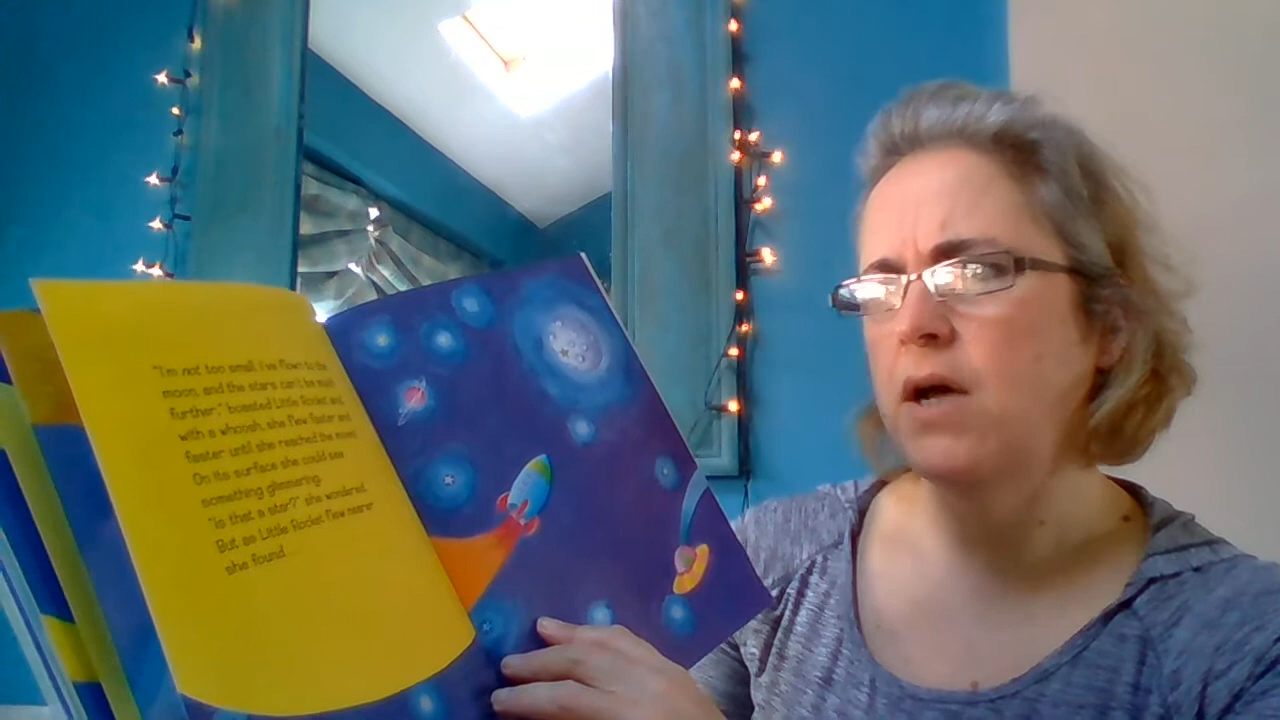 "I'm not too small. I've flown to the
moon, and the stars can't be much
further," boasted Little Rocket and,
with a whoosh, she flew faster and
faster until she reached the moon.
On its surface she could see
something glimmering.
"Is that a star?" she wondered.
But as Little Rocket flew nearer
she found